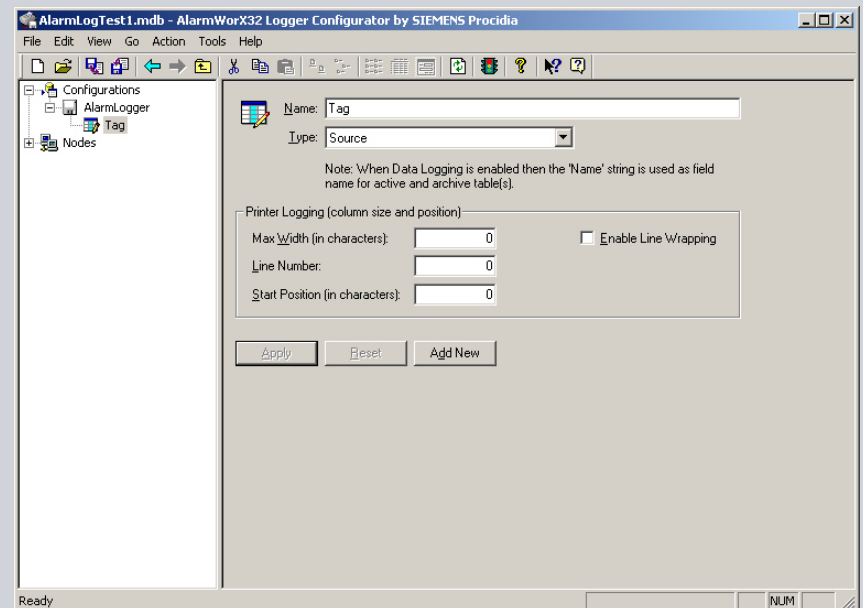 AlarmLogTest1.mdb - AlarmWorX32 Logger Configurator by SIEMENS Procidia
File Edit View Go Action Tools Help
Configurations
AlarmLogger
Tag
Nodes
Name: Tag
Type: Source
Note: When Data Logging is enabled then the 'Name' string is used as field
name for active and archive table(s).
Printer Logging (column size and position)
Max Width (in characters): 0
Enable Line Wrapping
Line Number: 0
Start Position (in characters): 0
Apply Reset Add New
Ready NUM